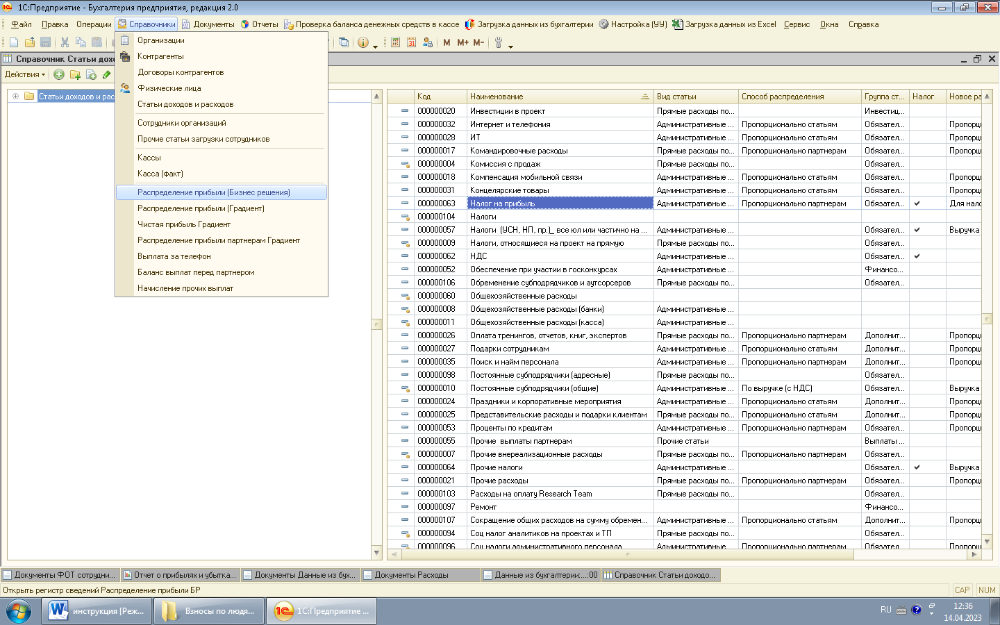 1С:Предприятие - Бухгалтерия предприятия, редакция 2.0
Файл Правка Операции Справочники Документы Отчеты Проверка баланса денежных средств в кассе Загрузка данных из бухгалтерии Настройка (УУ) Загрузка данных из Excel Сервис Окна Справка
M M+ M-
Справочник Статьи дохо
Действия
Организации
Контрагенты
Договоры контрагентов
Физические лица
Статьи доходов и расходов
Сотрудники организаций
Прочие статьи загрузки сотрудников
Кассы
Касса (факт)
Распределение прибыли (Бизнес решения)
Распределение прибыли (Градиент)
Чистая прибыль Градиент
Распределение прибыли партнерам Градиент
Выплата за телефон
Баланс выплат перед партнером
Начисление прочих выплат
Статьи доходов и рас
Код Наименование Вид статьи Способ распределения Группа ст... Налог Новое ра
000000020 Инвестиции в проект Прямые расходы по... Инвестиц...
000000032 Интернет и телефония Административные ... Пропорционально статьям Обязател... Пропорц
000000028 ИТ Административные ... Пропорционально статьям Обязател... Пропорц
000000017 Командировочные расходы Прямые расходы по... Пропорционально партнерам Обязател... Пропорц
000000004 Комиссия с продаж Прямые расходы по... Обязател...
000000018 Компенсация мобильной связи Административные ... Пропорционально статьям Обязател... Пропорц
000000031 Концелярские товары Административные ... Пропорционально статьям Обязател... Пропорц
000000063 Налог на прибыль Административные ... Пропорционально партнерам Обязател... ✔ Для нало
000000104 Налоги
000000057 Налоги (УСН, НП, пр.)_ все юл или частично на ... Административные ... Обязател... ✔ Выручка
000000009 Налоги, относящиеся на проект на прямую Прямые расходы по... Обязател...
000000062 НДС Административные ... Обязател... ✔
000000052 Обеспечение при участии в госконкурсах Административные ... Финансо...
000000106 Обременение субподрядчиков и аутсорсеров Прямые расходы по... Обязател...
000000060 Общехозяйственные расходы
000000008 Общехозяйственные расходы (банки) Административные ...
000000011 Общехозяйственные расходы (касса) Административные ...
000000026 Оплата тренингов, отчетов, книг, экспертов Прямые расходы по... Пропорционально партнерам Дополнит... Пропорц
000000027 Подарки сотрудникам Административные ... Пропорционально статьям Дополнит... Пропорц
000000035 Поиск и найм персонала Административные ... Пропорционально партнерам Дополнит... Пропорц
000000098 Постоянные субподрядчики (адресные) Прямые расходы по... Обязател...
000000010 Постоянные субподрядчики (общие) Административные ... По выручке (с НДС) Обязател... Выручка
000000024 Праздники и корпоративные мероприятия Административные ... Пропорционально статьям Дополнит... Пропорц
000000025 Представительские расходы и подарки клиентам Прямые расходы по... Пропорционально статьям Дополнит... Пропорц
000000053 Проценты по кредитам Административные ... Пропорционально партнерам Обязател... Пропорц
000000055 Прочие выплаты партнерам Прочие статьи Выплаты ...
000000007 Прочие внереализационные расходы Прямые расходы по... Пропорционально партнерам Обязател...
000000064 Прочие налоги Административные ... Обязател... ✔ Выручка
000000021 Прочие расходы Прямые расходы по... Пропорционально партнерам Обязател... Пропорц
000000103 Расходы на оплату Research Team Прямые расходы по... Обязател...
000000097 Ремонт Финансо...
000000107 Сокращение общих расходов на сумму обремен... Административные ... Пропорционально статьям Дополнит... Пропорц
000000094 Соц налог аналитиков на проектах и ТП Прямые расходы по... Обязател...
000000096 Соц налоги административного персонала Административные ... Пропорционально партнерам Обязател... Пропорц
Документы ФОТ сотрудни... Отчет о прибылях и убытка... Документы Данные из бух... Документы Расходы Данные из бухгалтерии:...:00 Справочник Статьи доходо...
Открыть регистр сведений Распределение прибыли БР CAP NUM
инструкция [Реж... Взносы по людя... 1С:Предприятие ... RU 12:36
14.04.2023